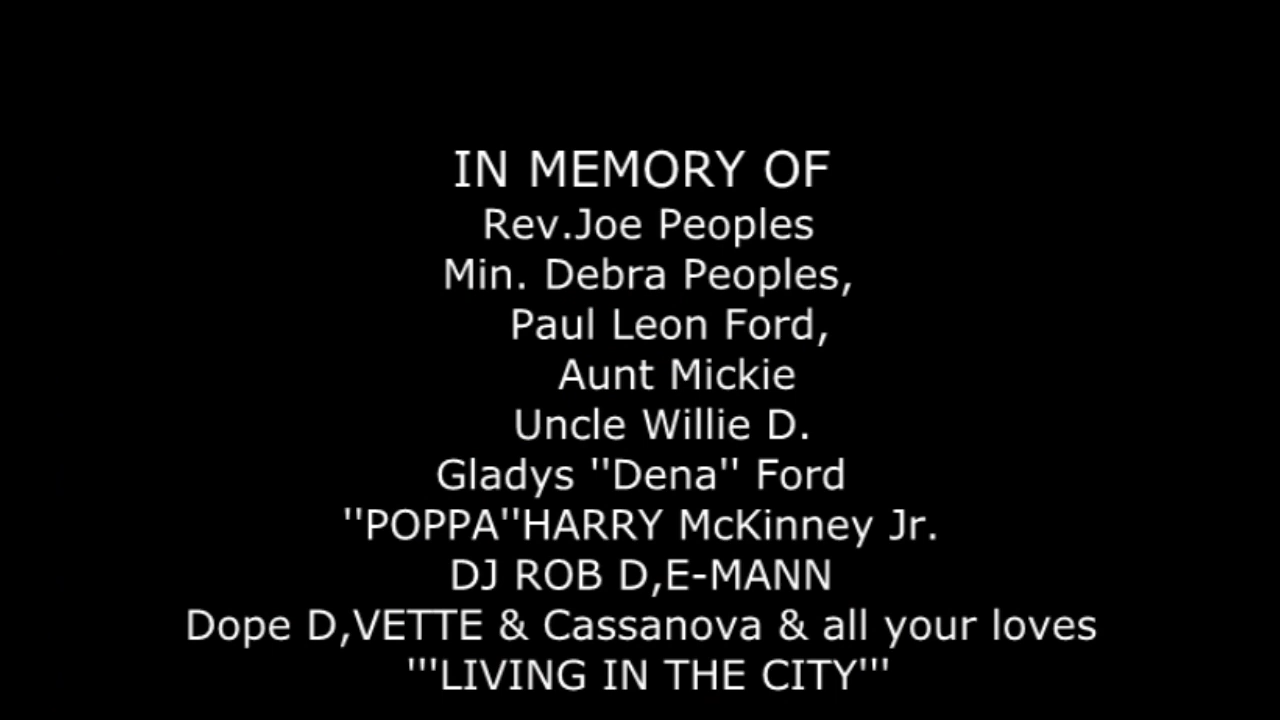 IN MEMORY OF
Rev.Joe Peoples
Min. Debra Peoples,
Paul Leon Ford,
Aunt Mickie
Uncle Willie D.
Gladys ''Dena'' Ford
''POPPA''HARRY McKinney Jr.
DJ ROB D,E-MANN
Dope D,VETTE & Cassanova & all your loves
'''LIVING IN THE CITY'''